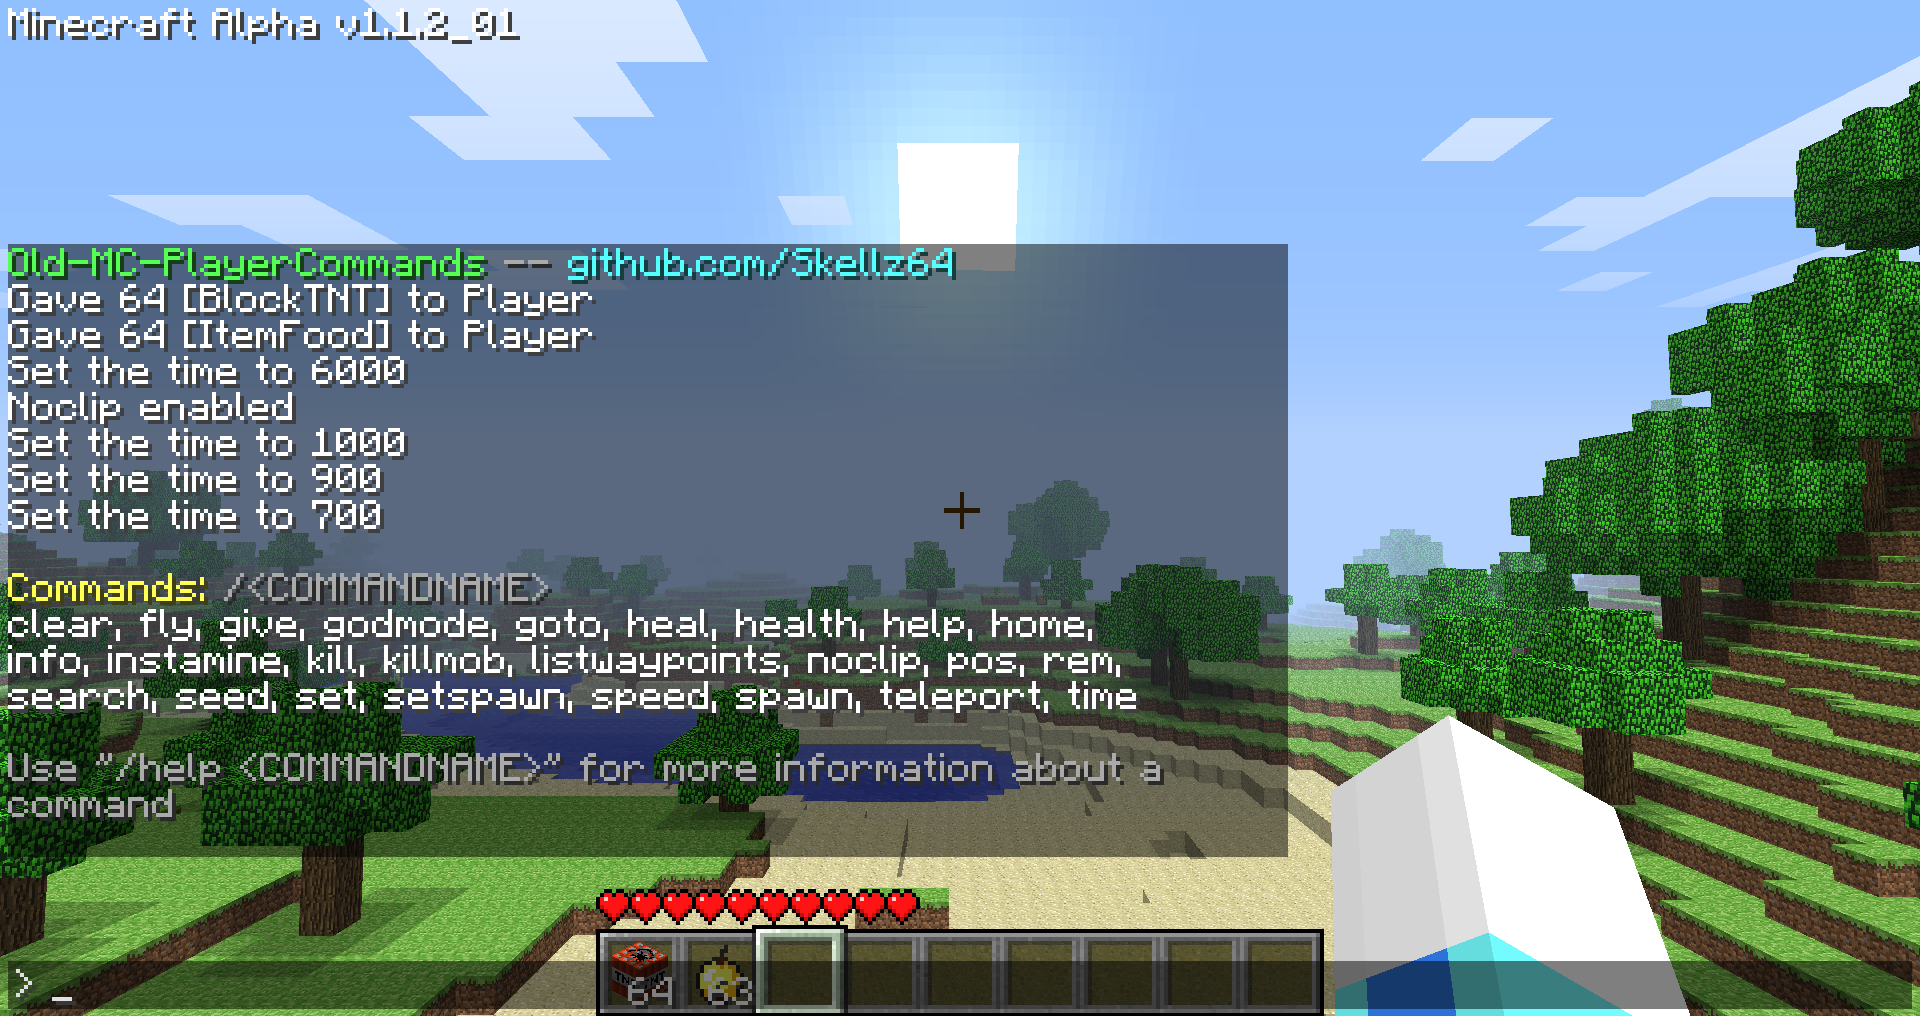 Minecraft Alpha v1.1.2_01
Old-MC-PlayerCommands -- github.com/Skellz64
Gave 64 [BlockTNT] to Player
Gave 64 [ItemFood] to Player
Set the time to 6000
Noclip enabled
Set the time to 1000
Set the time to 900
Set the time to 700
Commands: /<COMMANDNAME>
clear, fly, give, godmode, goto, heal, health, help, home,
info, instamine, kill, killmob, listwaypoints, noclip, pos, rem,
search, seed, set, setspawn, speed, spawn, teleport, time
Use "/help <COMMANDNAME>" for more information about a
command
TNT
64
63
> _